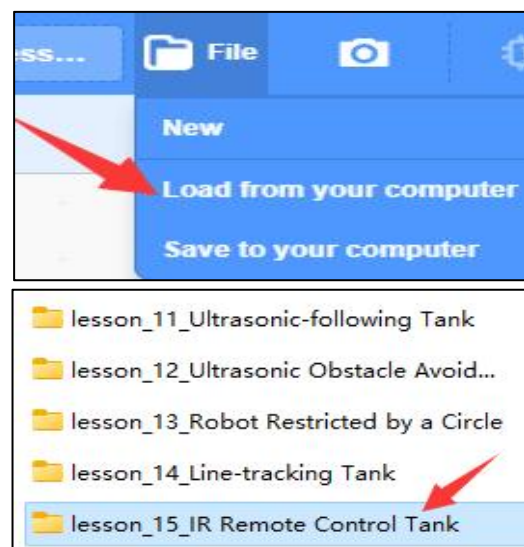 ss...
File
New
Load from your computer
Save to your computer
lesson_11_Ultrasonic-following Tank
lesson_12_Ultrasonic Obstacle Avoid...
lesson_13_Robot Restricted by a Circle
lesson_14_Line-tracking Tank
lesson_15_IR Remote Control Tank